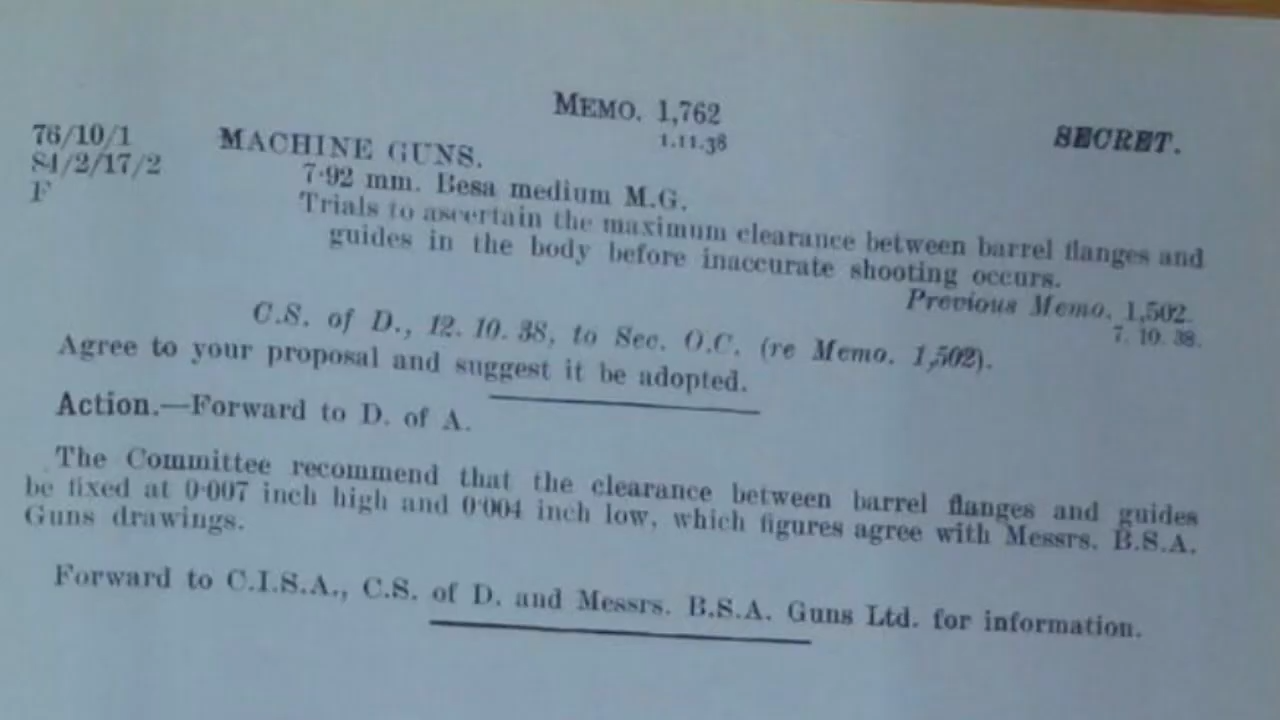 MEMO. 1,762
1.11.38
SECRET.
76/10/1
84/2/17/2
F
MACHINE GUNS.
7·92 mm. Besa medium M.G.
Trials to ascertain the maximum clearance between barrel flanges and
guides in the body before inaccurate shooting occurs.
Previous Memo. 1,502.
7. 10. 38.
C.S. of D., 12. 10. 38, to Sec. O.C. (re Memo. 1,502).
Agree to your proposal and suggest it be adopted.
Action.—Forward to D. of A.
The Committee recommend that the clearance between barrel flanges and guides
be fixed at 0·007 inch high and 0·004 inch low, which figures agree with Messrs. B.S.A.
Guns drawings.
Forward to C.I.S.A., C.S. of D. and Messrs. B.S.A. Guns Ltd. for information.